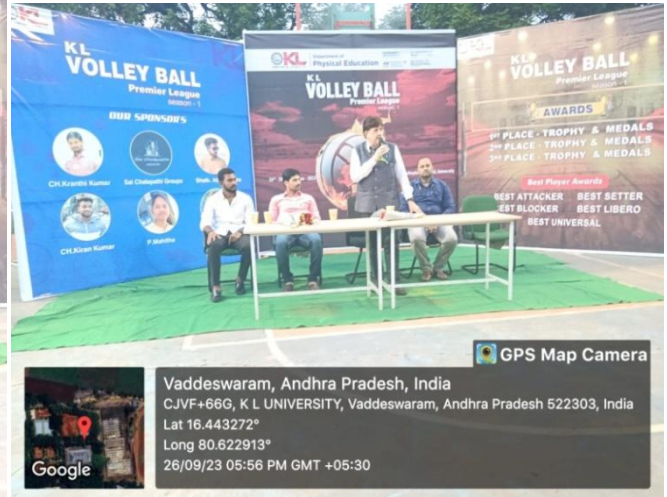 KL
VOLLEY BALL
Premier League
season - 1
OUR SPONSORS
CH.Kranthi Kumar
Sai Chalapathi Groups
CH.Kiran Kumar
KL
Department of
Physical Education
KL
VOLLEY BALL
Premier League
season - 1
KL
VOLLEY BALL
Premier League
season - 1
AWARDS
1ST PLACE - TROPHY & MEDALS
2ND PLACE - TROPHY & MEDALS
3RD PLACE - TROPHY & MEDALS
Best Player Awards
BEST ATTACKER BEST SETTER
BEST BLOCKER BEST LIBERO
BEST UNIVERSAL
GPS Map Camera
Vaddeswaram, Andhra Pradesh, India
CJVF+66G, K L UNIVERSITY, Vaddeswaram, Andhra Pradesh 522303, India
Lat 16.443272°
Long 80.622913°
26/09/23 05:56 PM GMT +05:30
Google